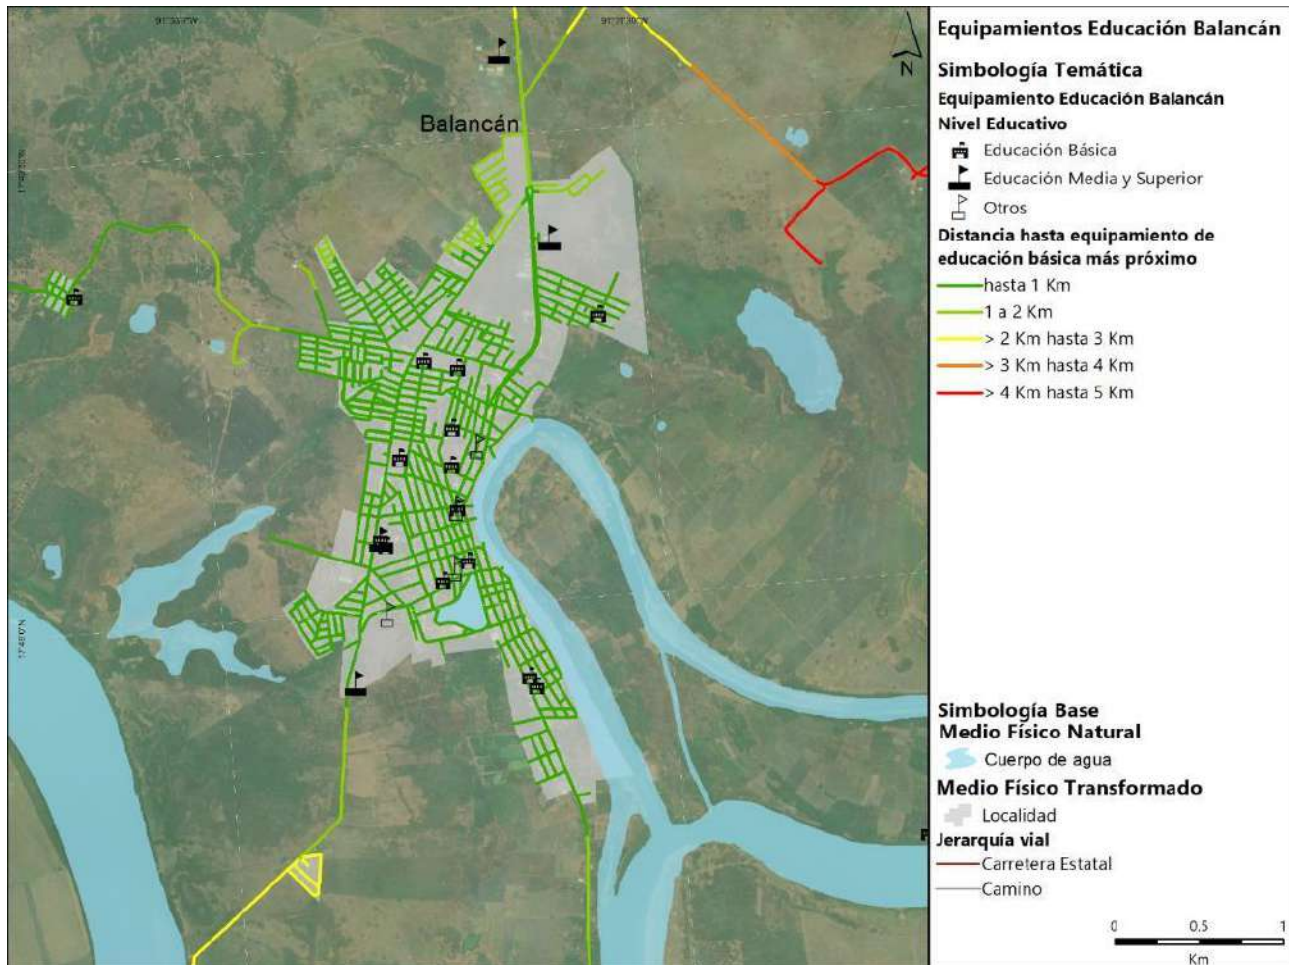 Balancán
N
Equipamientos Educación Balancán
Simbología Temática
Equipamiento Educación Balancán
Nivel Educativo
Educación Básica
Educación Media y Superior
Otros
Distancia hasta equipamiento de
educación básica más próximo
hasta 1 Km
1 a 2 Km
> 2 Km hasta 3 Km
> 3 Km hasta 4 Km
> 4 Km hasta 5 Km
Simbología Base
Medio Físico Natural
Cuerpo de agua
Medio Físico Transformado
Localidad
Jerarquía vial
Carretera Estatal
Camino
0 0,5 1
Km